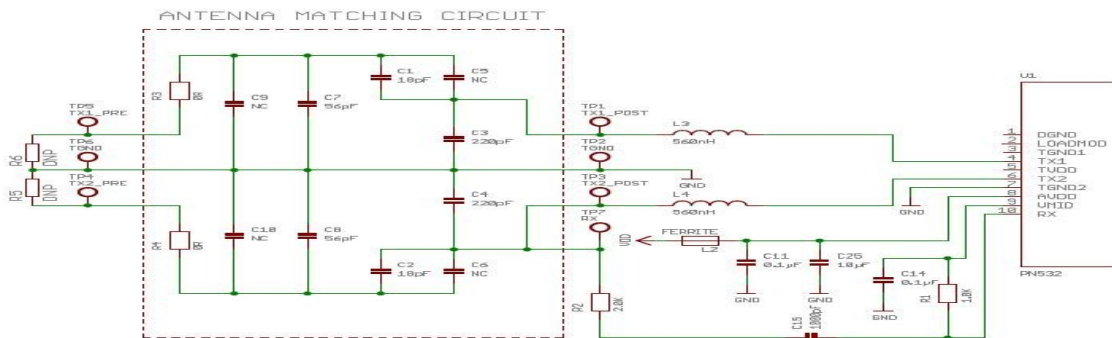 ANTENNA MATCHING CIRCUIT
C1
18pF
C5
NC
R3
0R
C9
NC
C7
56pF
C3
220pF
TP5
TX1_PRE
TP6
TGND
TP4
TX2_PRE
R6
DNP
R5
DNP
C4
220pF
R4
0R
C10
NC
C8
56pF
C2
18pF
C6
NC
TP1
TX1_POST
TP2
TGND
TP3
TX2_POST
TP7
RX
L3
560nH
GND
L4
560nH
VDD
FERRITE
L2
C11
0.1µF
GND
C25
10µF
GND
GND
C14
0.1µF
GND
R2
2.0K
C15
1000pF
R1
1.0K
U1
1 DGND
2 LOADMOD
3 TGND1
4 TX1
5 TVDD
6 TX2
7 TGND2
8 AVDD
9 VMID
10 RX
PN532